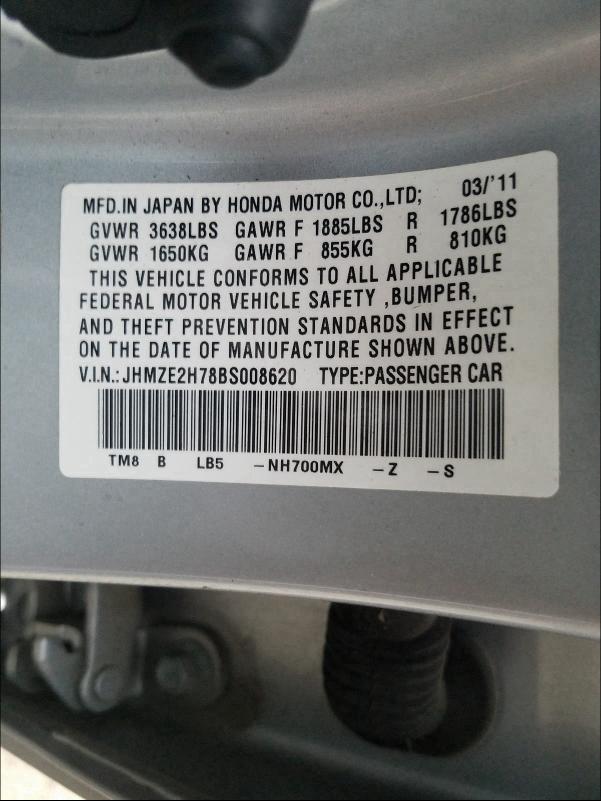 MFD.IN JAPAN BY HONDA MOTOR CO.,LTD; 03/'11
GVWR 3638LBS GAWR F 1885LBS R 1786LBS
GVWR 1650KG GAWR F 855KG R 810KG
THIS VEHICLE CONFORMS TO ALL APPLICABLE
FEDERAL MOTOR VEHICLE SAFETY ,BUMPER,
AND THEFT PREVENTION STANDARDS IN EFFECT
ON THE DATE OF MANUFACTURE SHOWN ABOVE.
V.I.N.: JHMZE2H78BS008620 TYPE:PASSENGER CAR
TM8 B LB5 -NH700MX -Z -S